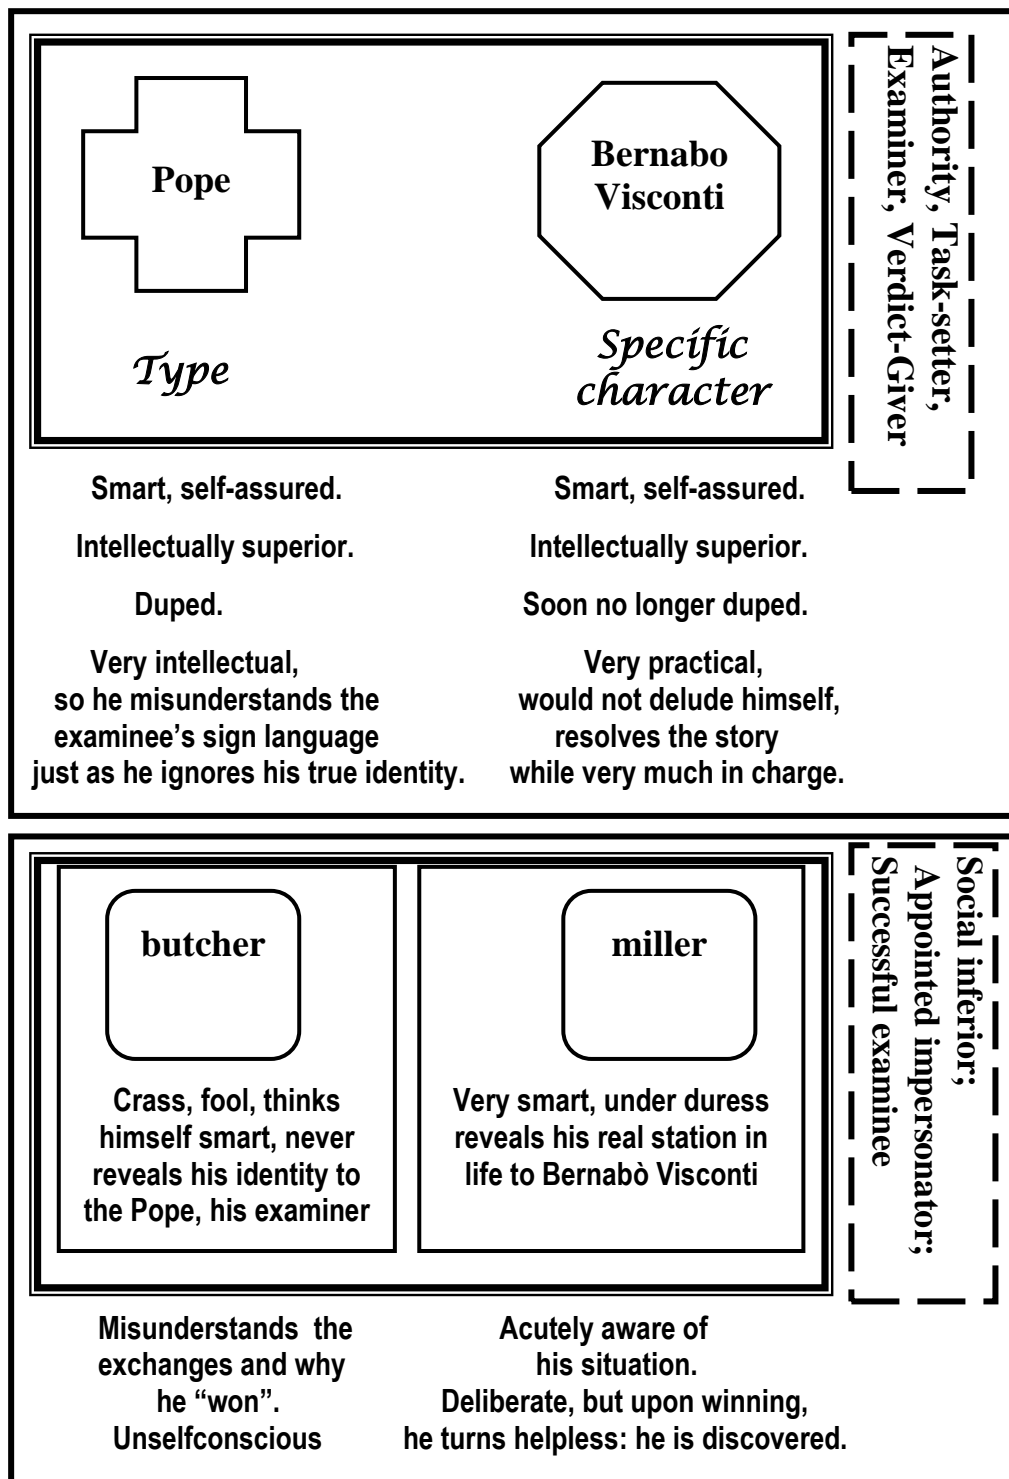 Pope
Bernabo
Visconti
Type
Specific
character
Authority, Task-setter,
Examiner, Verdict-Giver
Smart, self-assured.
Intellectually superior.
Duped.
Very intellectual,
so he misunderstands the
examinee’s sign language
just as he ignores his true identity.
Smart, self-assured.
Intellectually superior.
Soon no longer duped.
Very practical,
would not delude himself,
resolves the story
while very much in charge.
butcher
Crass, fool, thinks
himself smart, never
reveals his identity to
the Pope, his examiner
miller
Very smart, under duress
reveals his real station in
life to Bernabò Visconti
Social inferior;
Appointed impersonator;
Successful examinee
Misunderstands the
exchanges and why
he “won”.
Unselfconscious
Acutely aware of
his situation.
Deliberate, but upon winning,
he turns helpless: he is discovered.